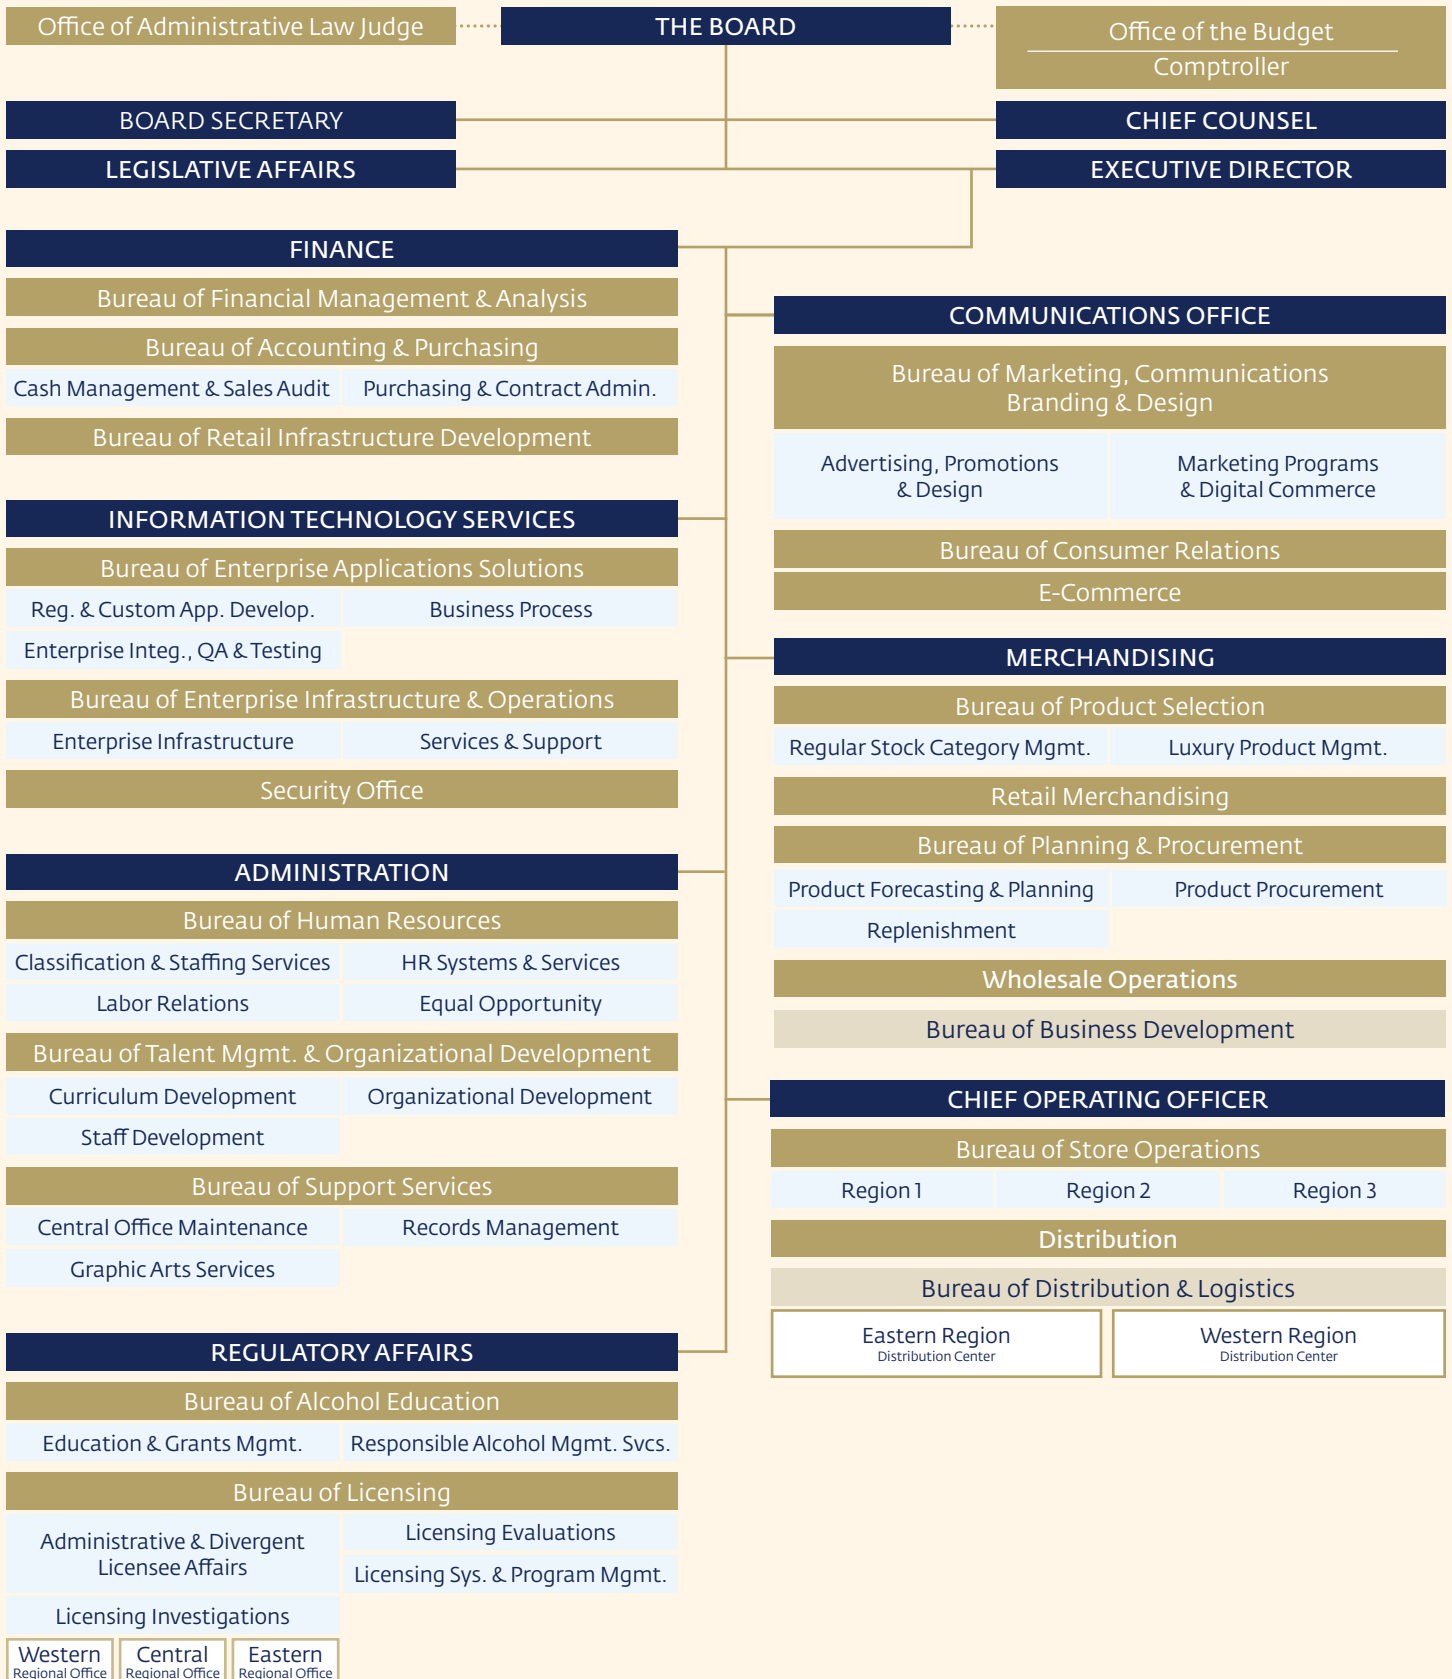 Office of Administrative Law Judge
THE BOARD
Office of the Budget
Comptroller
BOARD SECRETARY
CHIEF COUNSEL
LEGISLATIVE AFFAIRS
EXECUTIVE DIRECTOR
FINANCE
Bureau of Financial Management & Analysis
Bureau of Accounting & Purchasing
Cash Management & Sales Audit
Purchasing & Contract Admin.
Bureau of Retail Infrastructure Development
INFORMATION TECHNOLOGY SERVICES
Bureau of Enterprise Applications Solutions
Reg. & Custom App. Develop.
Business Process
Enterprise Integ., QA & Testing
Bureau of Enterprise Infrastructure & Operations
Enterprise Infrastructure
Services & Support
Security Office
ADMINISTRATION
Bureau of Human Resources
Classification & Staffing Services
HR Systems & Services
Labor Relations
Equal Opportunity
Bureau of Talent Mgmt. & Organizational Development
Curriculum Development
Organizational Development
Staff Development
Bureau of Support Services
Central Office Maintenance
Records Management
Graphic Arts Services
REGULATORY AFFAIRS
Bureau of Alcohol Education
Education & Grants Mgmt.
Responsible Alcohol Mgmt. Svcs.
Bureau of Licensing
Administrative & Divergent
Licensee Affairs
Licensing Evaluations
Licensing Sys. & Program Mgmt.
Licensing Investigations
Western
Regional Office
Central
Regional Office
Eastern
Regional Office
COMMUNICATIONS OFFICE
Bureau of Marketing, Communications
Branding & Design
Advertising, Promotions
& Design
Marketing Programs
& Digital Commerce
Bureau of Consumer Relations
E-Commerce
MERCHANDISING
Bureau of Product Selection
Regular Stock Category Mgmt.
Luxury Product Mgmt.
Retail Merchandising
Bureau of Planning & Procurement
Product Forecasting & Planning
Product Procurement
Replenishment
Wholesale Operations
Bureau of Business Development
CHIEF OPERATING OFFICER
Bureau of Store Operations
Region 1
Region 2
Region 3
Distribution
Bureau of Distribution & Logistics
Eastern Region
Distribution Center
Western Region
Distribution Center